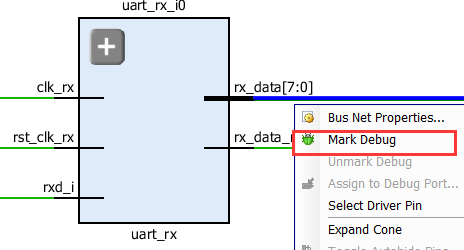 uart_rx_i0
clk_rx
rx_data[7:0]
Bus Net Properties...
rst_clk_rx
rx_data_
Mark Debug
Unmark Debug
rxd_i
Assign to Debug Port...
Select Driver Pin
uart_rx
Expand Cone